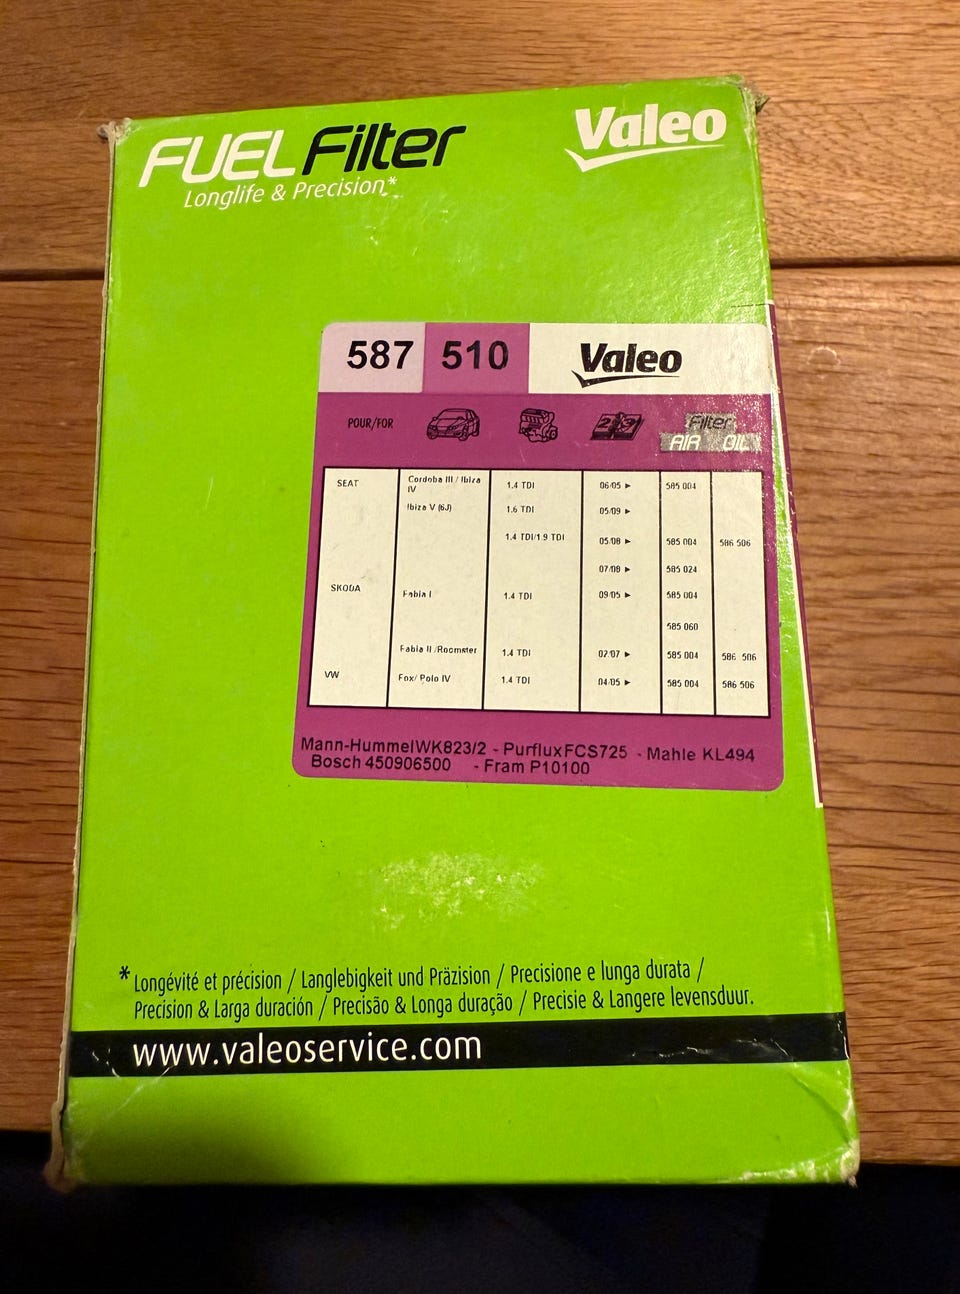 FUEL Filter
Longlife & Precision*
Valeo
587 510 Valeo
POUR/FOR 2 3 Filter
AIR OIL
SEAT Cordoba III / Ibiza IV 1.4 TDI 06/05 ► 585 004
Ibiza V (6J) 1.6 TDI 05/09 ►
1.4 TDI/1.9 TDI 05/08 ► 585 004 586 506
07/08 ► 585 024
SKODA Fabia I 1.4 TDI 09/05 ► 585 004
585 060
Fabia II /Roomster 1.4 TDI 02/07 ► 585 004 586 506
VW Fox/ Polo IV 1.4 TDI 04/05 ► 585 004 586 506
Mann-HummelWK823/2 - PurfluxFCS725 - Mahle KL494
Bosch 450906500 - Fram P10100
* Longévité et précision / Langlebigkeit und Präzision / Precisione e lunga durata /
Precision & Larga duración / Precisão & Longa duração / Precisie & Langere levensduur.
www.valeoservice.com